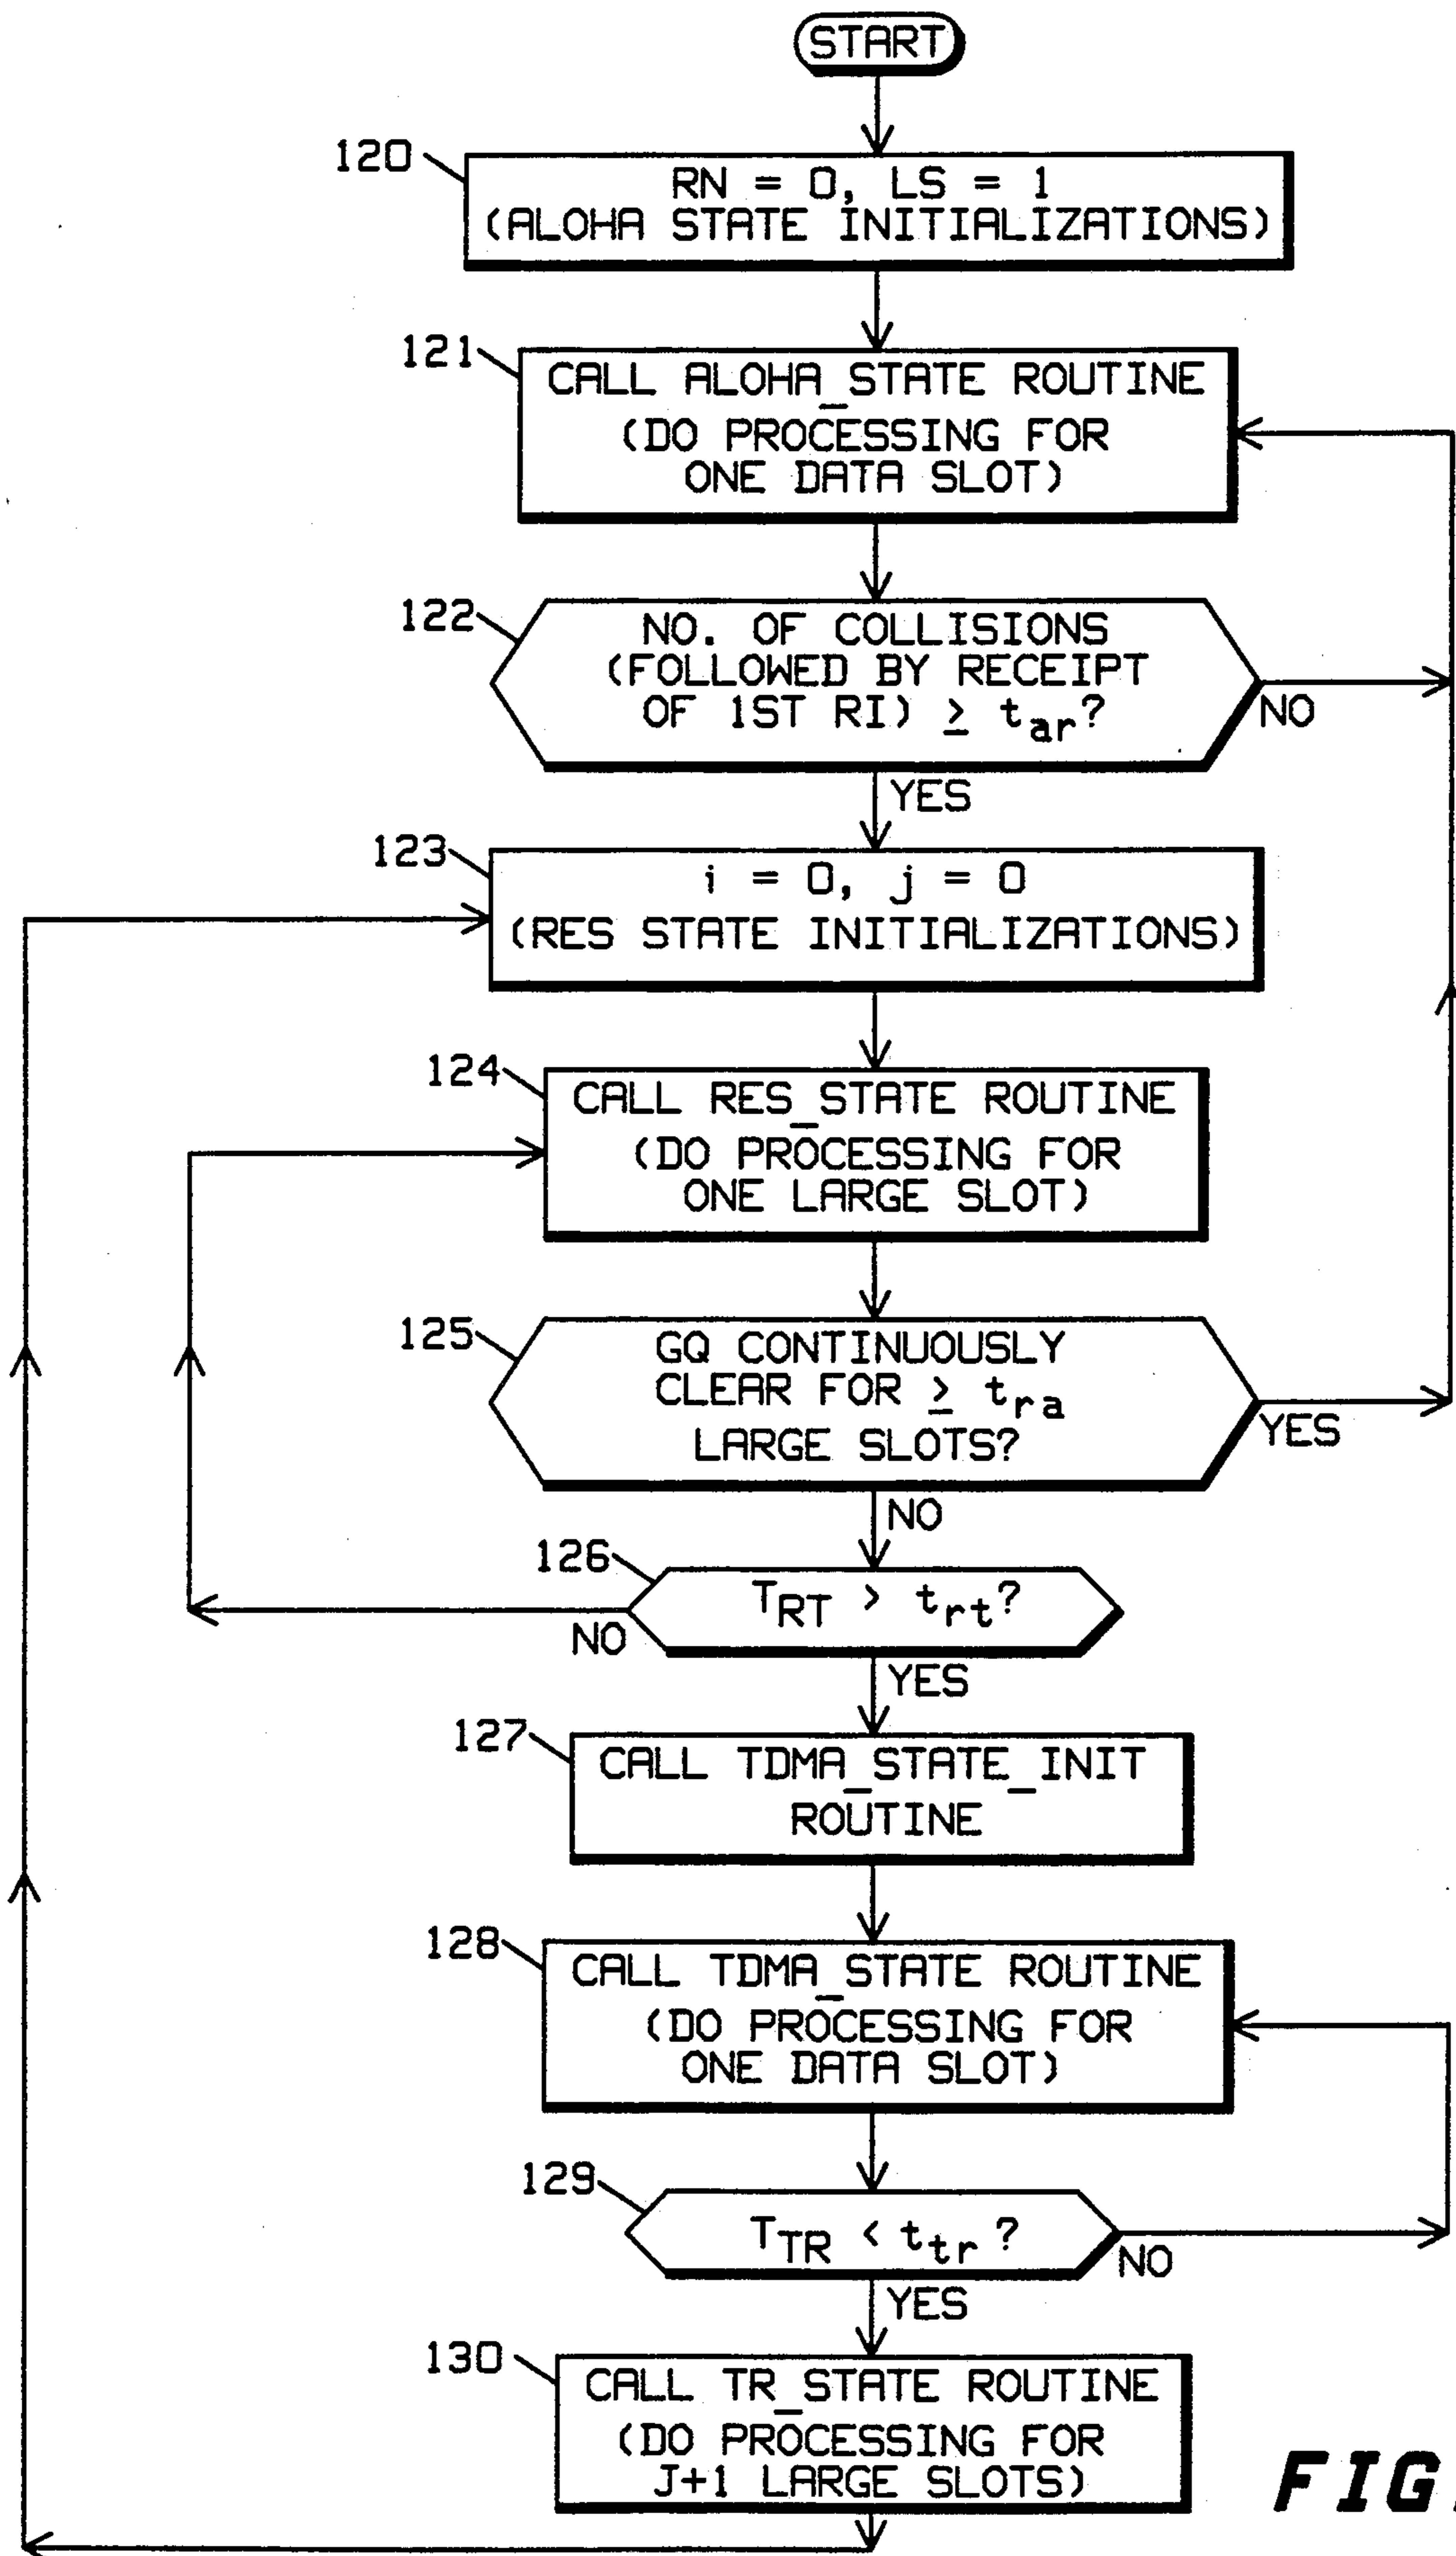 START
120
RN = 0, LS = 1
(ALOHA STATE INITIALIZATIONS)
121
CALL ALOHA_STATE ROUTINE
(DO PROCESSING FOR
ONE DATA SLOT)
122
NO. OF COLLISIONS
(FOLLOWED BY RECEIPT
OF 1ST RI) ≥ tar?
NO
YES
123
i = 0, j = 0
(RES STATE INITIALIZATIONS)
124
CALL RES_STATE ROUTINE
(DO PROCESSING FOR
ONE LARGE SLOT)
125
GQ CONTINUOUSLY
CLEAR FOR ≥ tra
LARGE SLOTS?
YES
NO
126
TRT > trt?
NO
YES
127
CALL TDMA_STATE_INIT
ROUTINE
128
CALL TDMA_STATE ROUTINE
(DO PROCESSING FOR
ONE DATA SLOT)
129
TTR < ttr?
NO
YES
130
CALL TR_STATE ROUTINE
(DO PROCESSING FOR
J+1 LARGE SLOTS)
FIG.